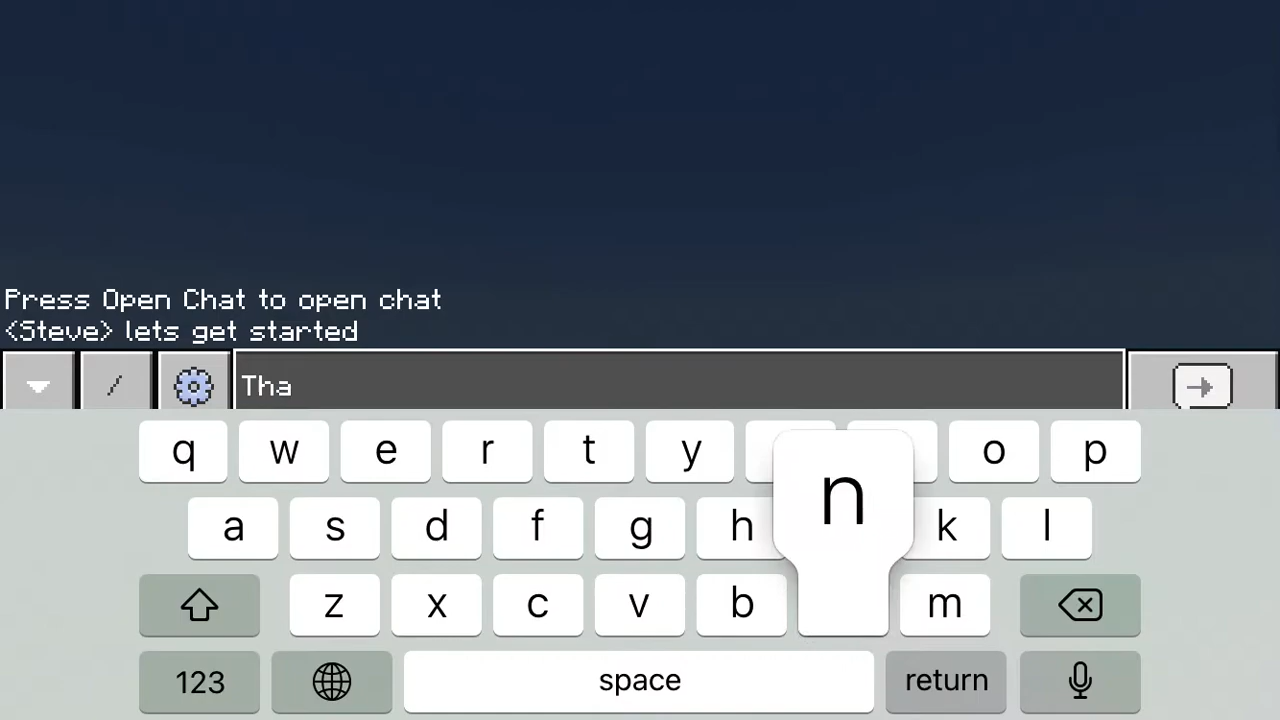 Press Open Chat to open chat
<Steve> lets get started
/ Tha
q w e r t y o p
a s d f g h k l
n
z x c v b m
123 space return